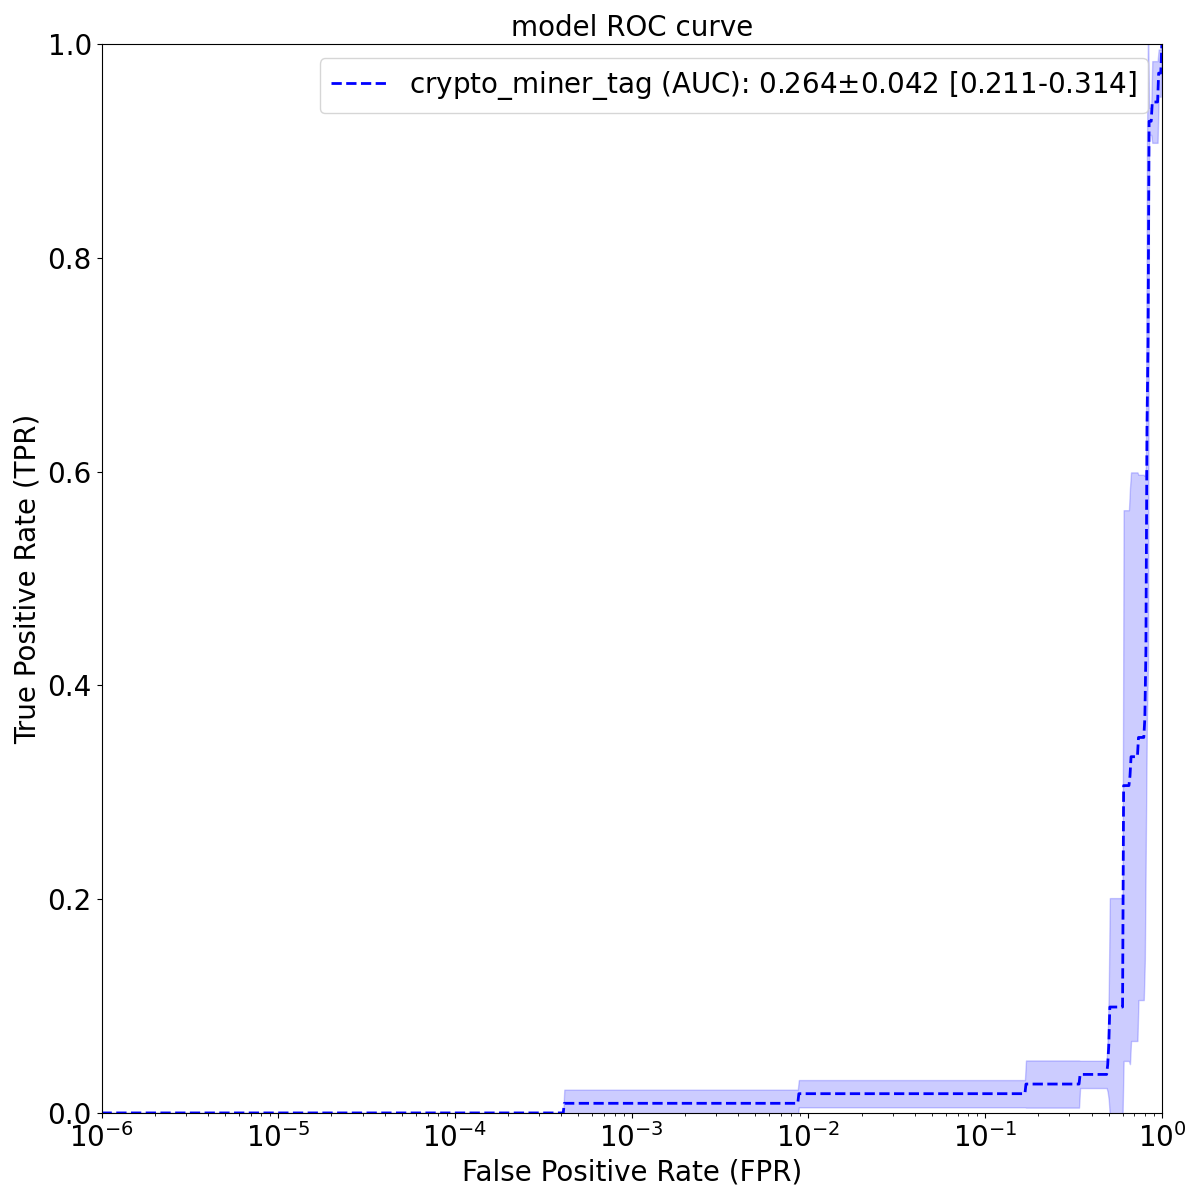 model ROC curve
crypto_miner_tag (AUC): 0.264±0.042 [0.211-0.314]
1.0
0.8
0.6
0.4
0.2
0.0
True Positive Rate (TPR)
10⁻⁶ 10⁻⁵ 10⁻⁴ 10⁻³ 10⁻² 10⁻¹ 10⁰
False Positive Rate (FPR)